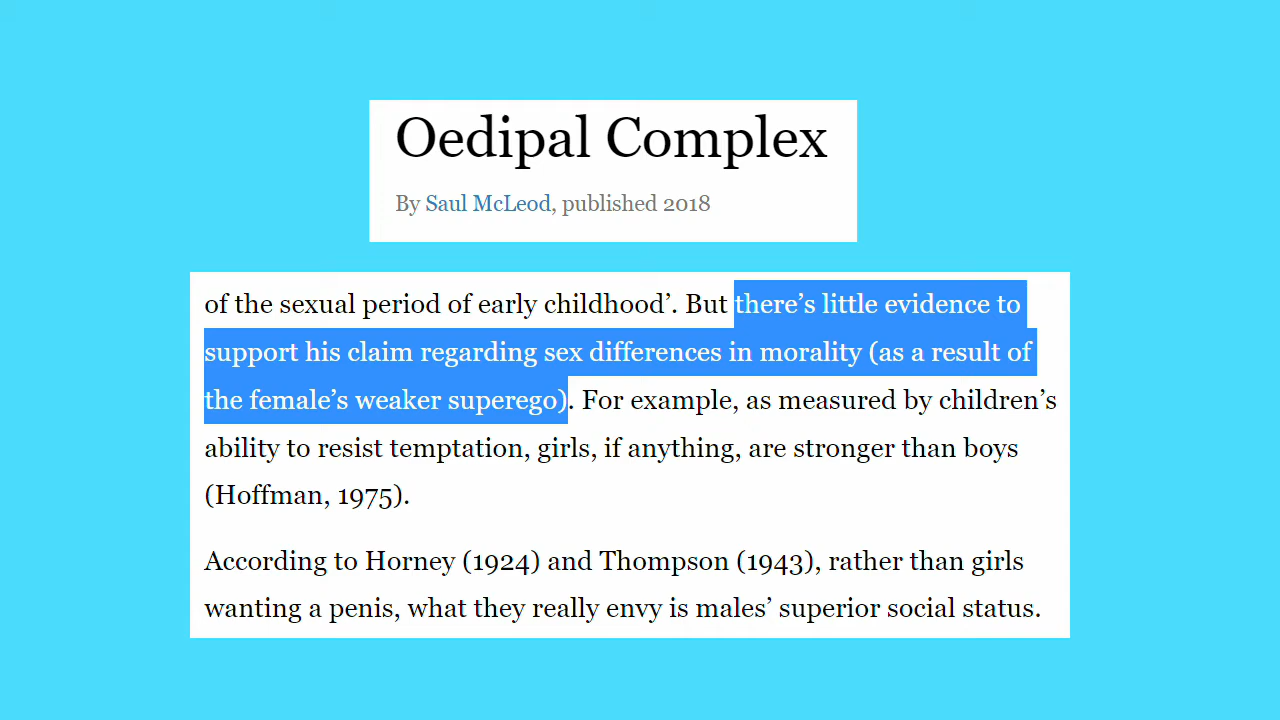 Oedipal Complex
By Saul McLeod, published 2018
of the sexual period of early childhood’. But there’s little evidence to
support his claim regarding sex differences in morality (as a result of
the female’s weaker superego). For example, as measured by children’s
ability to resist temptation, girls, if anything, are stronger than boys
(Hoffman, 1975).
According to Horney (1924) and Thompson (1943), rather than girls
wanting a penis, what they really envy is males’ superior social status.